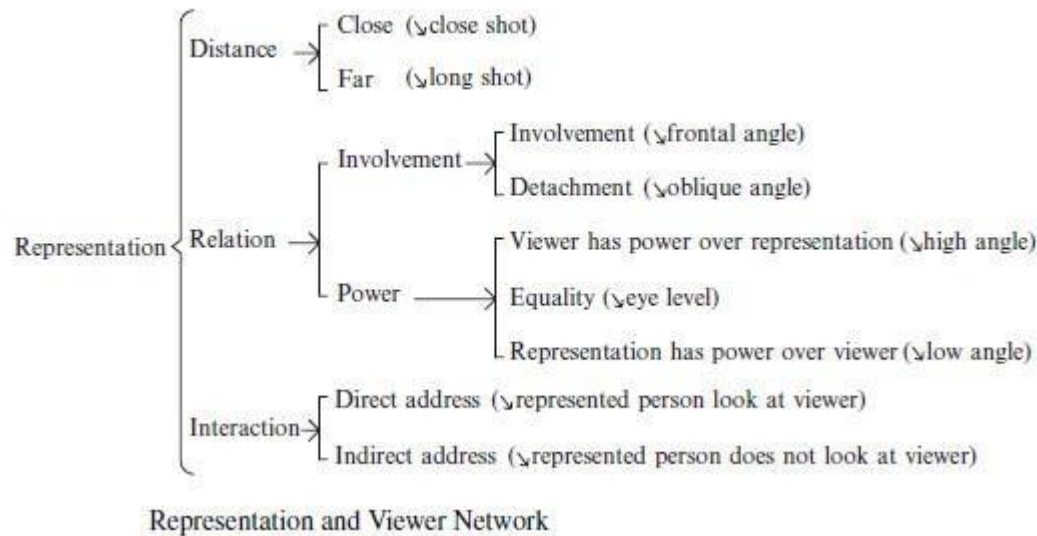 Close (↘close shot)
Distance
Far (↘long shot)
Involvement (↘frontal angle)
Involvement
Detachment (↘oblique angle)
Representation
Relation
Viewer has power over representation (↘high angle)
Power
Equality (↘eye level)
Representation has power over viewer (↘low angle)
Direct address (↘represented person look at viewer)
Interaction
Indirect address (↘represented person does not look at viewer)
Representation and Viewer Network